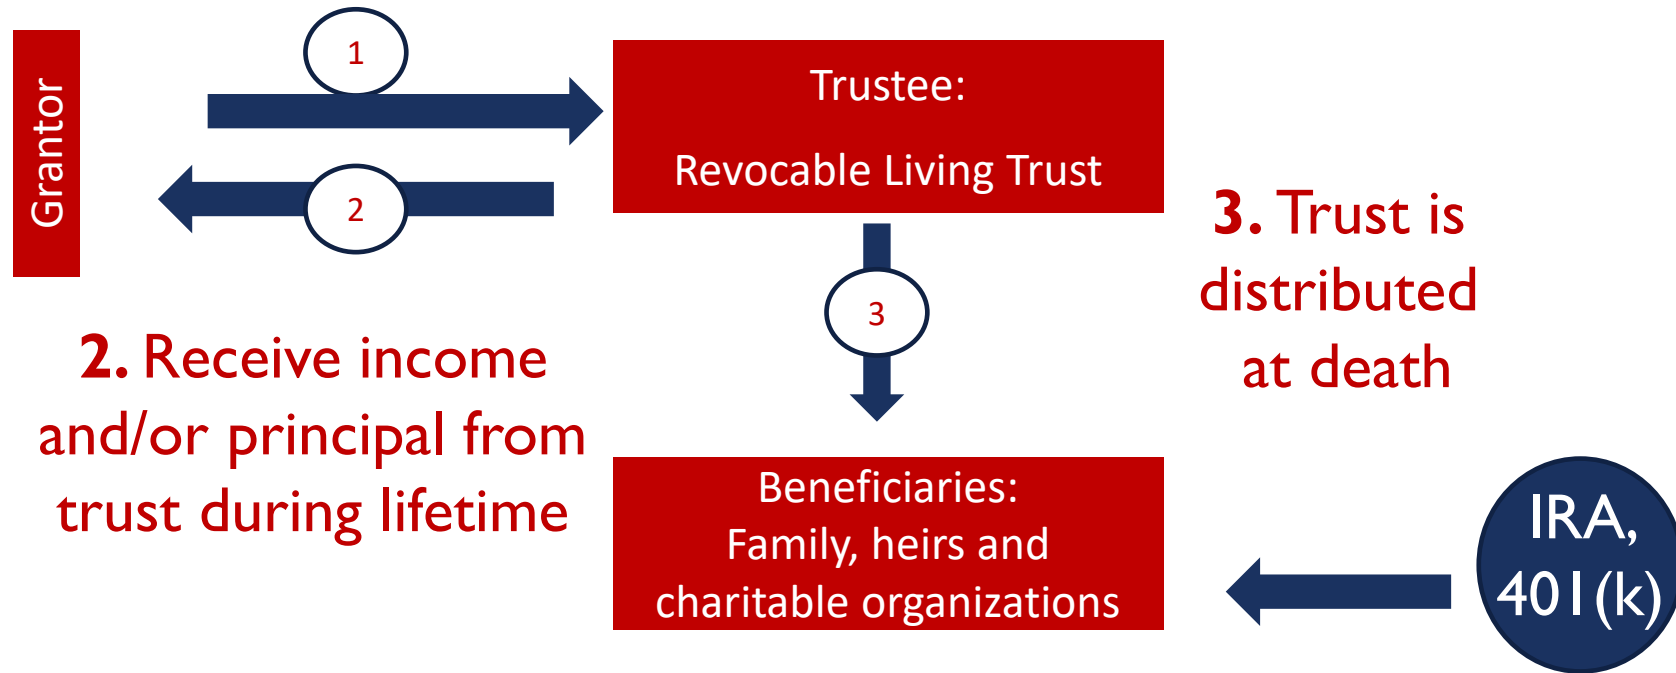 Grantor
1
2
Trustee:
Revocable Living Trust
3
2. Receive income
and/or principal from
trust during lifetime
3. Trust is
distributed
at death
Beneficiaries:
Family, heirs and
charitable organizations
IRA,
401(k)